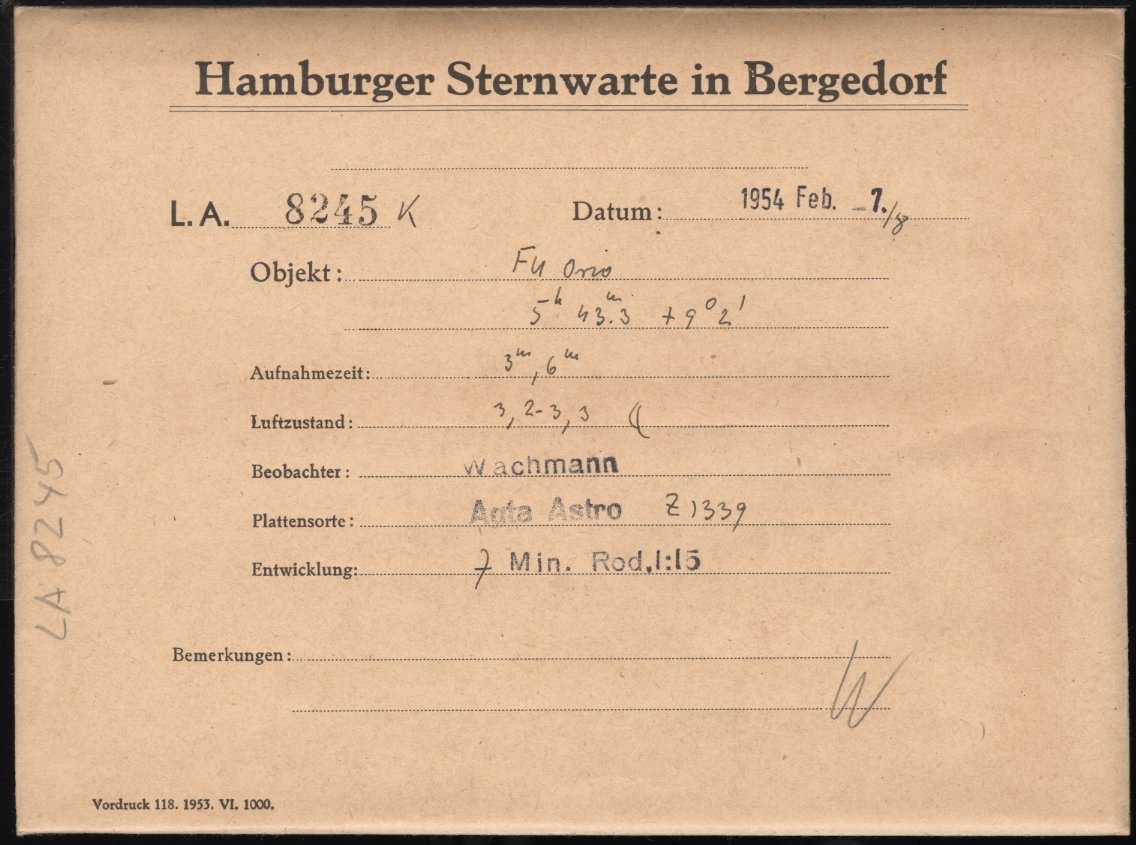 Hamburger Sternwarte in Bergedorf
L. A. 8245 K Datum: 1954 Feb. -7./8
Objekt: FU Orio
5ʰ 43.ᵐ3 +9° 2'
Aufnahmezeit: 3ᵐ, 6ᵐ
Luftzustand: 3, 2-3, 3 ((
Beobachter: Wachmann
Plattensorte: Agfa Astro Z 1339
Entwicklung: 7 Min. Rod. 1:15
Bemerkungen:
W
Vordruck 118. 1953. VI. 1000.
LA 8245